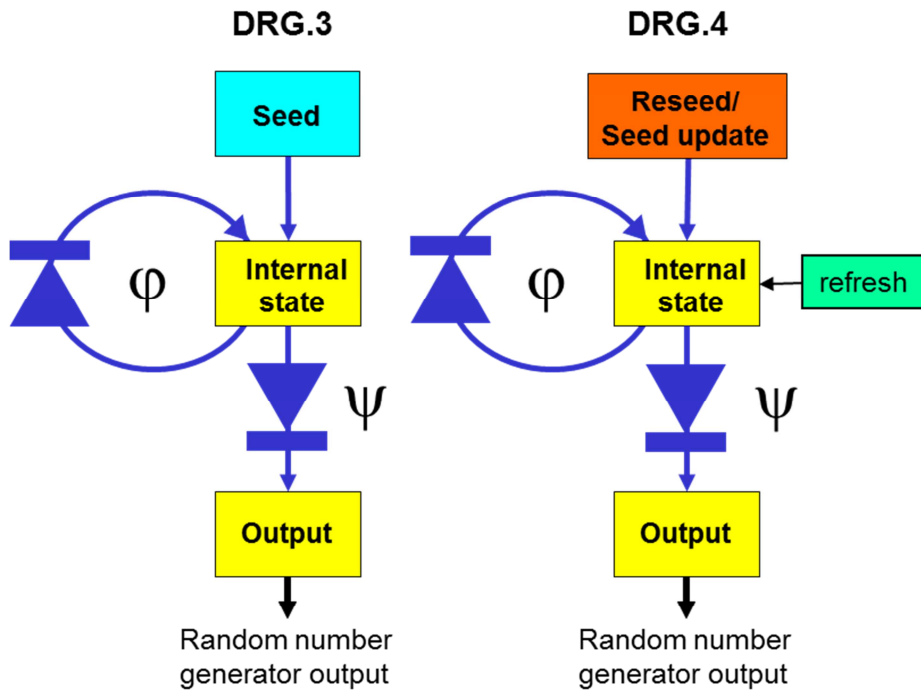 DRG.3
Seed
φ
Internal
state
ψ
Output
Random number
generator output
DRG.4
Reseed/
Seed update
φ
Internal
state
refresh
ψ
Output
Random number
generator output